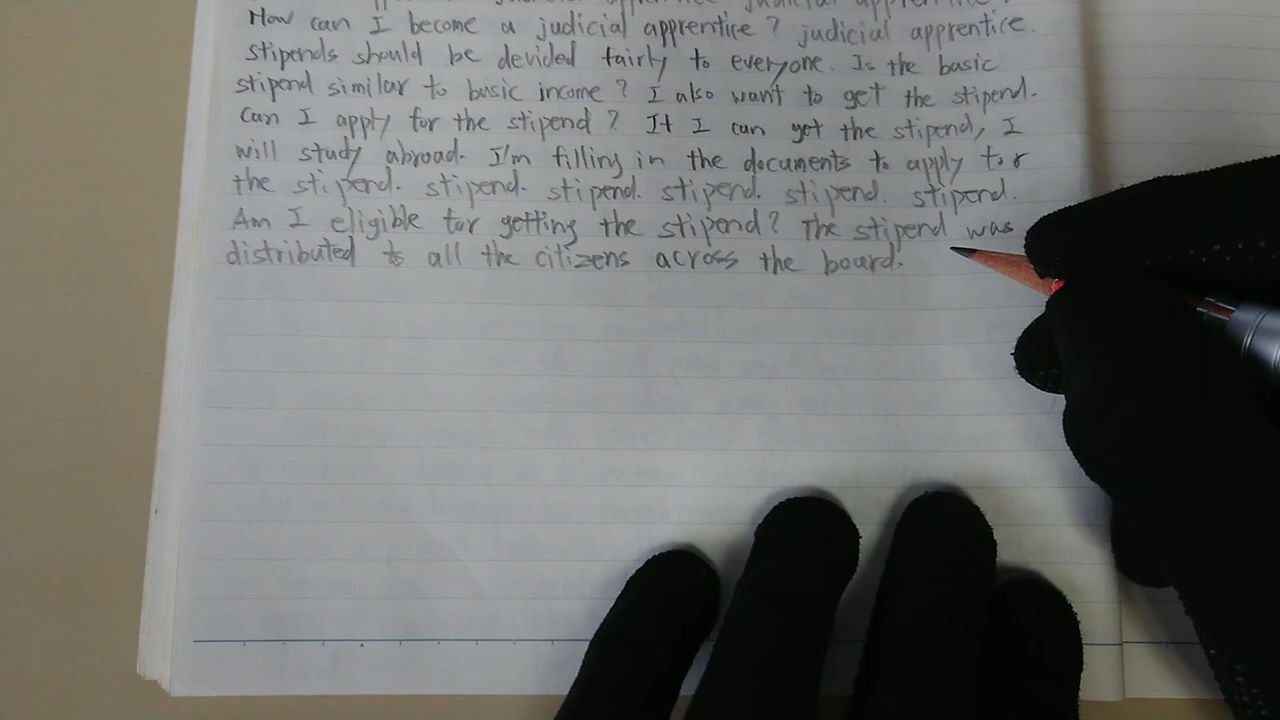 How can I become a judicial apprentice? judicial apprentice.
stipends should be devided fairly to everyone. Is the basic
stipend similar to basic income? I also want to get the stipend.
Can I apply for the stipend? If I can get the stipend, I
will study abroad. I'm filling in the documents to apply for
the stipend. stipend. stipend. stipend. stipend. stipend.
Am I eligible for getting the stipend? The stipend was
distributed to all the citizens across the board.